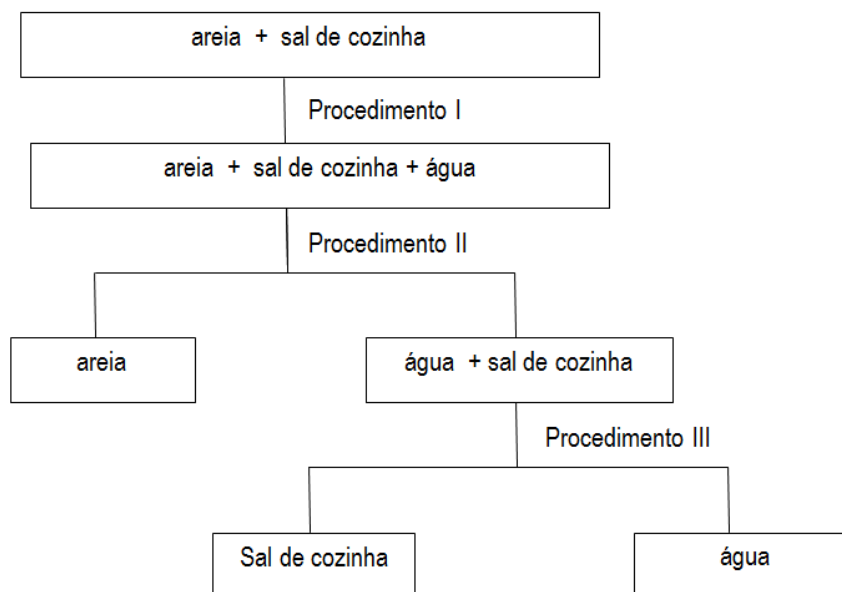 areia + sal de cozinha
Procedimento I
areia + sal de cozinha + água
Procedimento II
areia
água + sal de cozinha
Procedimento III
Sal de cozinha
água